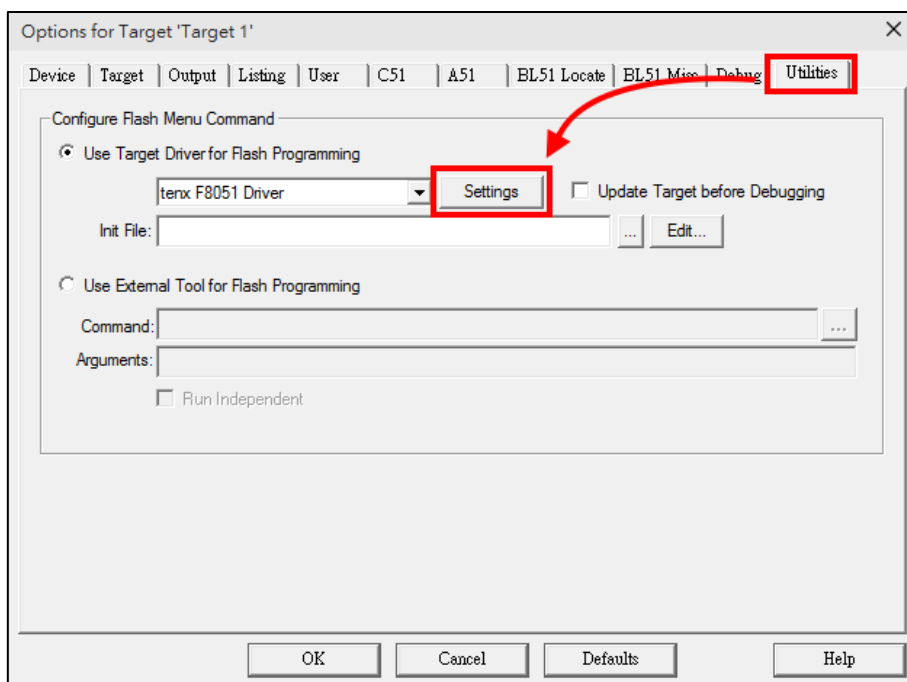 Options for Target 'Target 1'
Device Target Output Listing User C51 A51 BL51 Locate BL51 Misc Debug Utilities
Configure Flash Menu Command
Use Target Driver for Flash Programming
tenx F8051 Driver Settings Update Target before Debugging
Init File: ... Edit...
Use External Tool for Flash Programming
Command: ...
Arguments:
Run Independent
OK Cancel Defaults Help